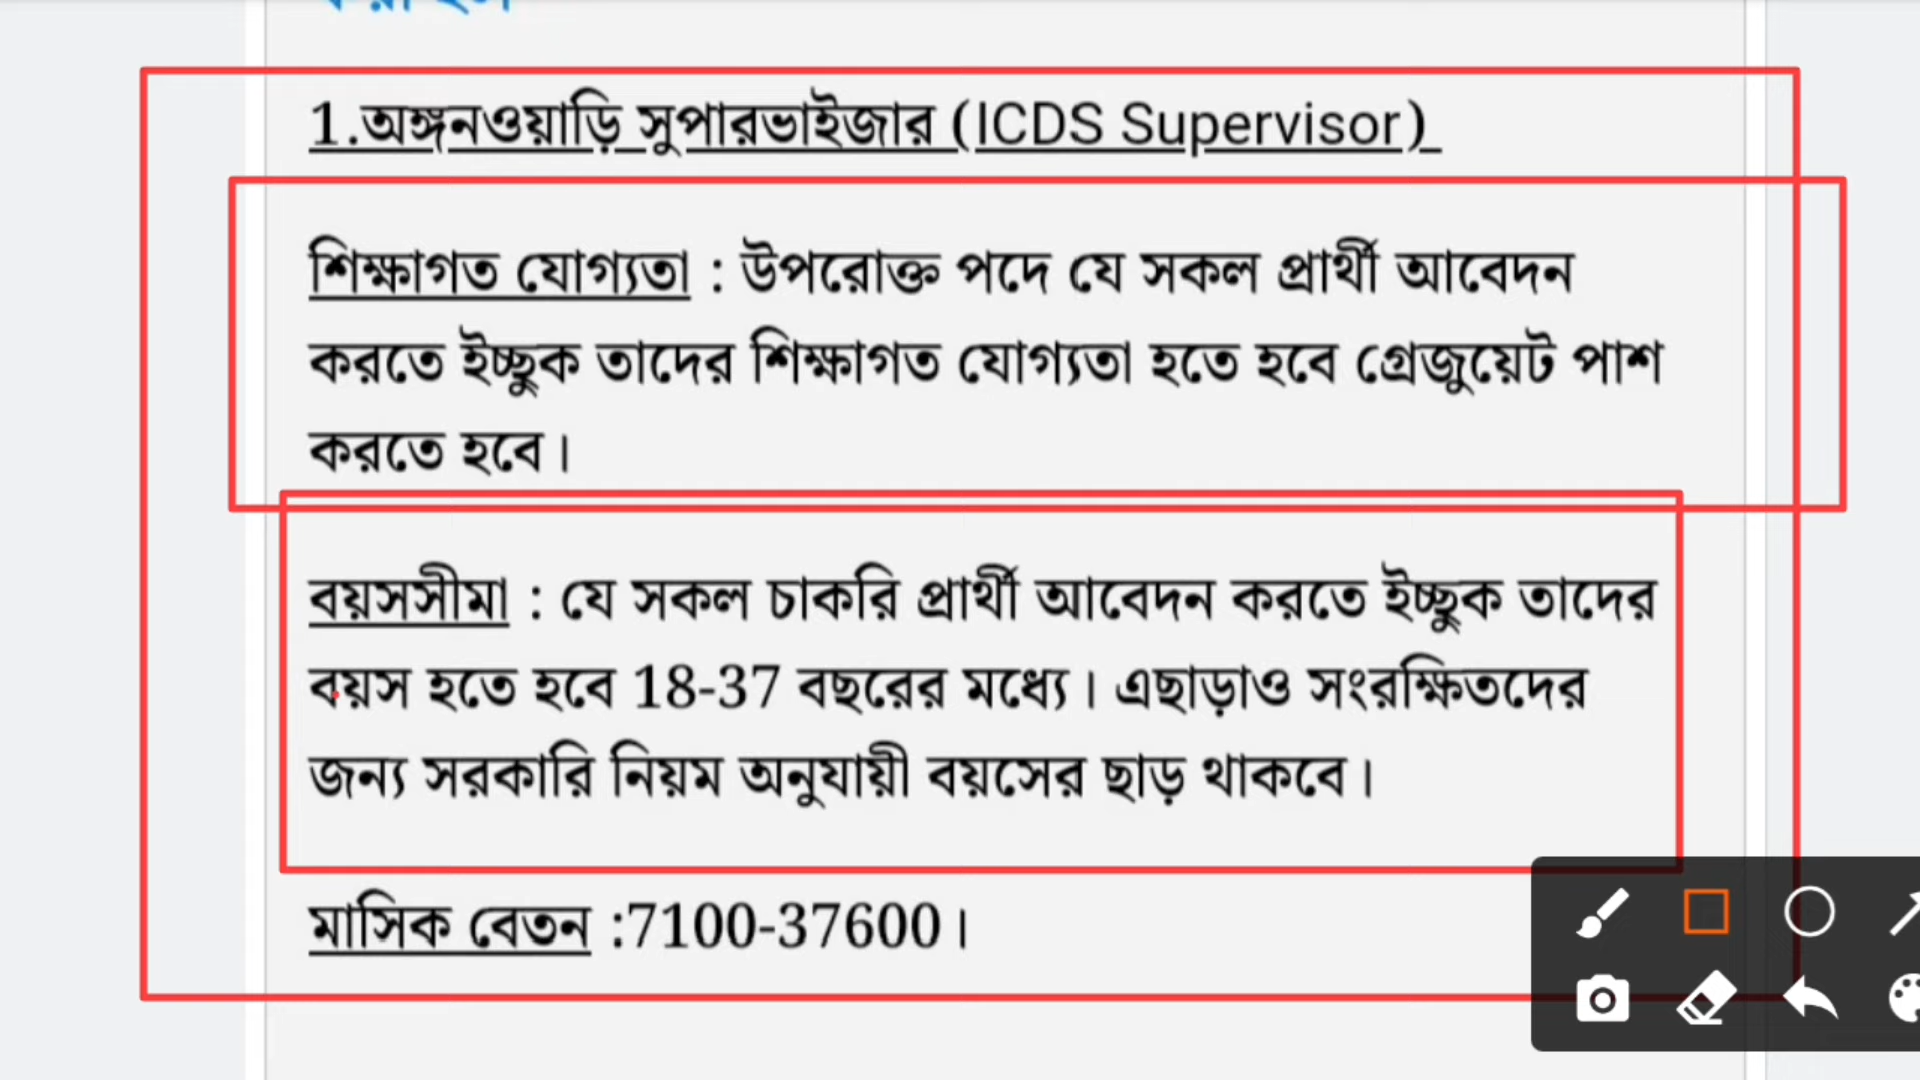 1.অঙ্গনওয়াড়ি সুপারভাইজার (ICDS Supervisor)
শিক্ষাগত যোগ্যতা : উপরোক্ত পদে যে সকল প্রার্থী আবেদন
করতে ইচ্ছুক তাদের শিক্ষাগত যোগ্যতা হতে হবে গ্রেজুয়েট পাশ
করতে হবে।
বয়সসীমা : যে সকল চাকরি প্রার্থী আবেদন করতে ইচ্ছুক তাদের
বয়স হতে হবে 18-37 বছরের মধ্যে। এছাড়াও সংরক্ষিতদের
জন্য সরকারি নিয়ম অনুযায়ী বয়সের ছাড় থাকবে।
মাসিক বেতন :7100-37600।